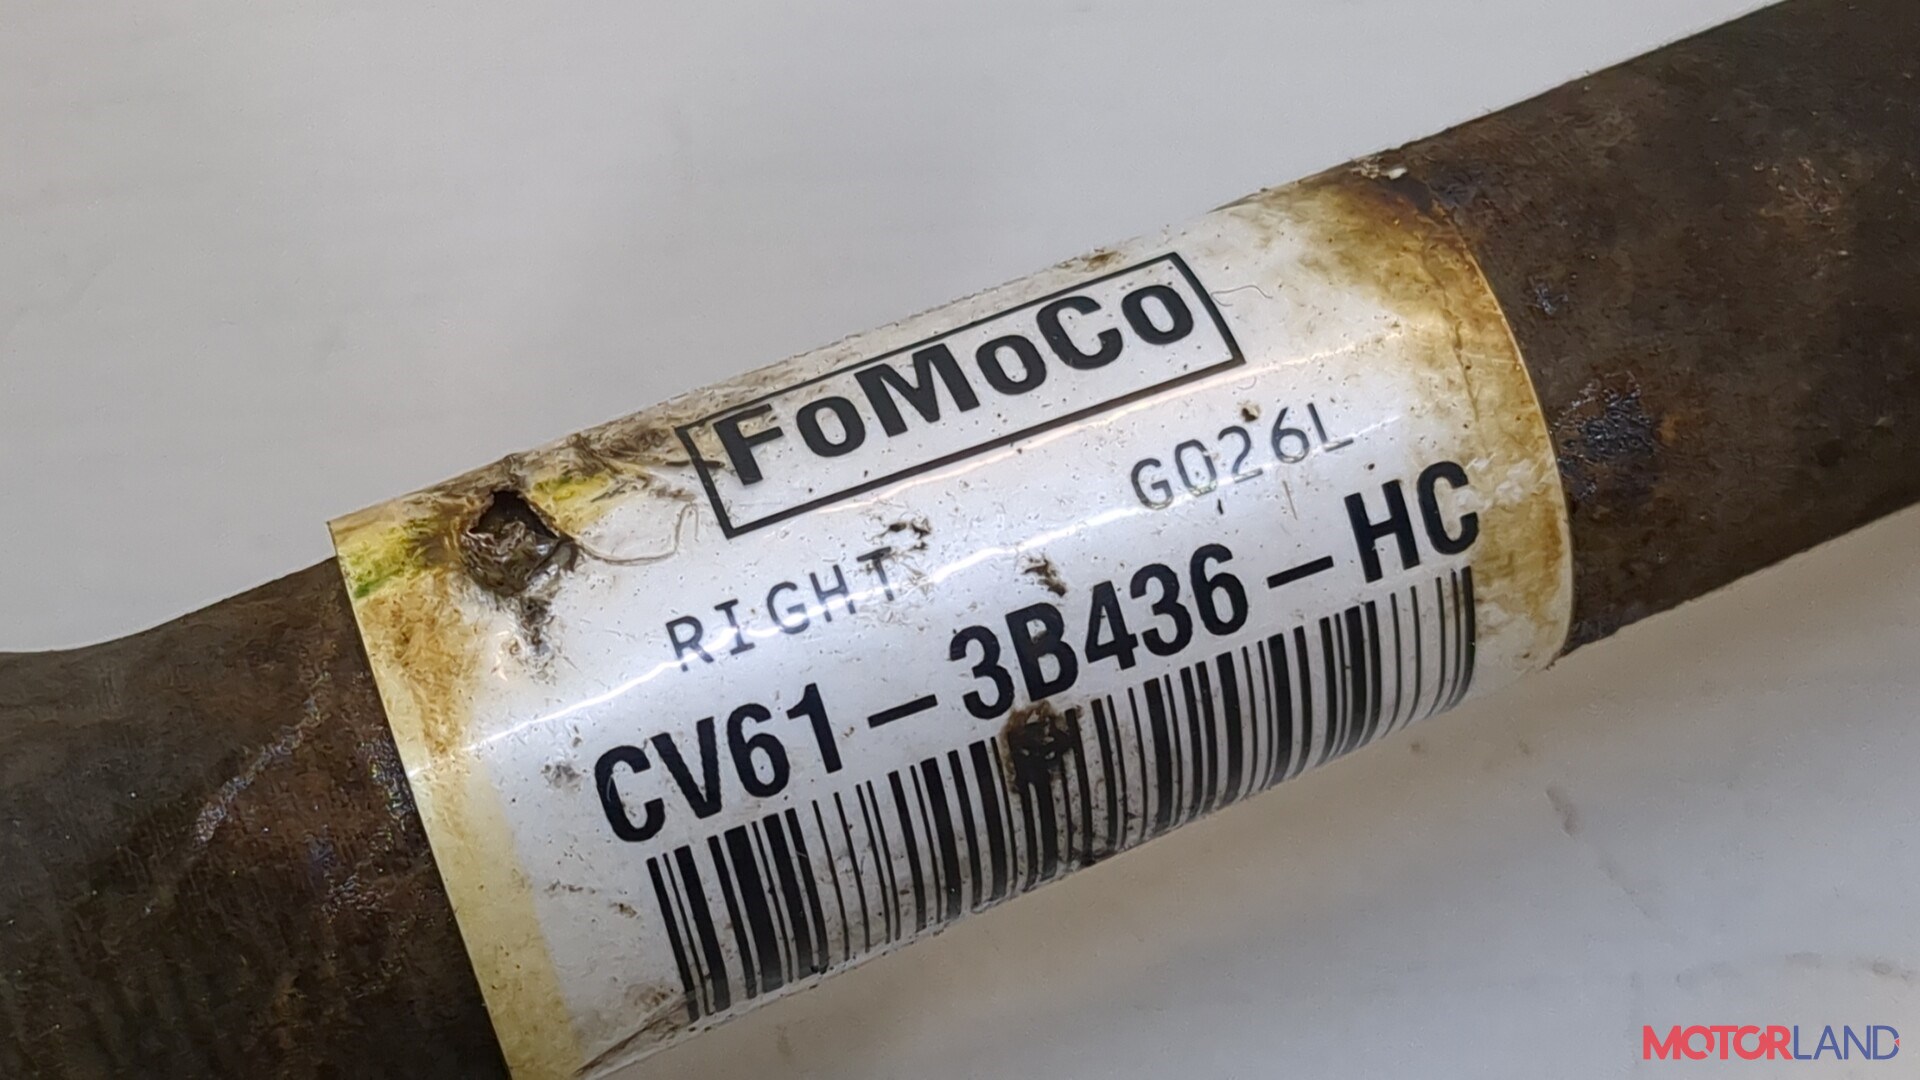 FoMoCo
G026L
RIGHT
CV61-3B436-HC
MOTORLAND